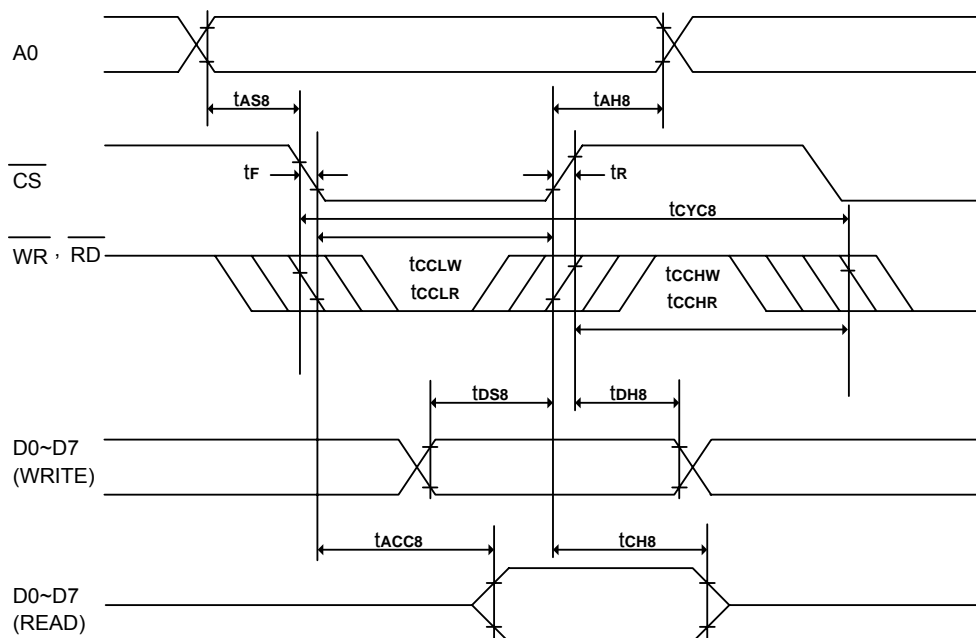 A0
tAS8 tAH8
CS
tF tR
tCYC8
WR , RD
tCCLW
tCCLR
tCCHW
tCCHR
tDS8 tDH8
D0~D7
(WRITE)
tACC8 tCH8
D0~D7
(READ)